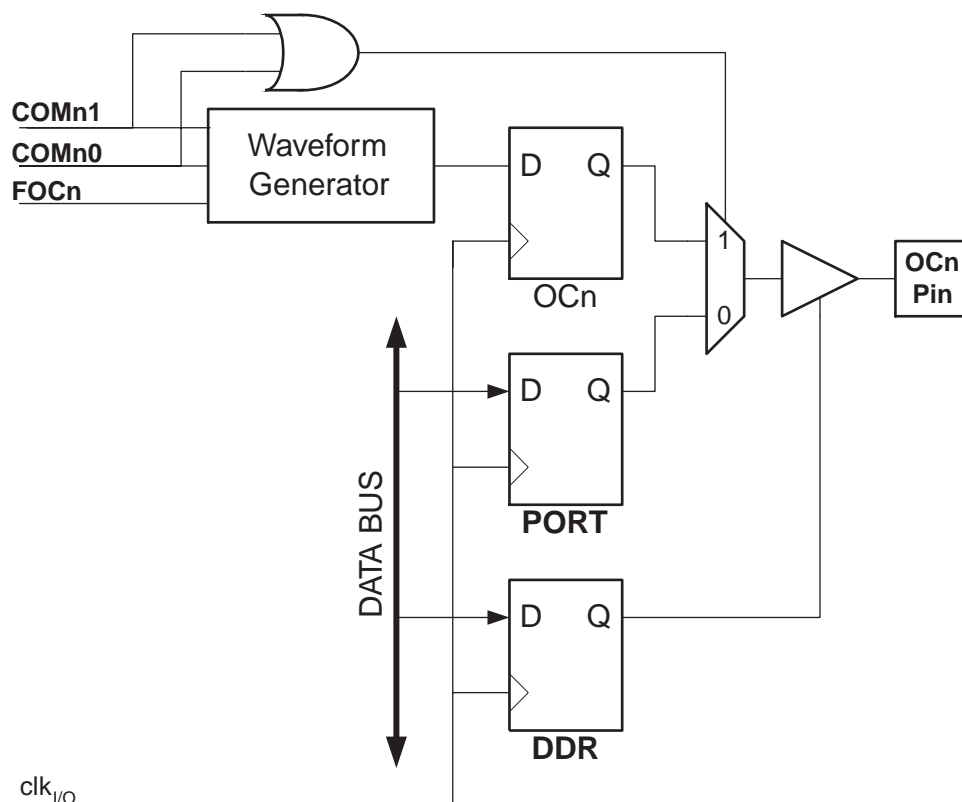 COMn1
COMn0
FOCn
Waveform
Generator
D Q
OCn
1
0
OCn
Pin
D Q
PORT
DATA BUS
D Q
DDR
clkI/O